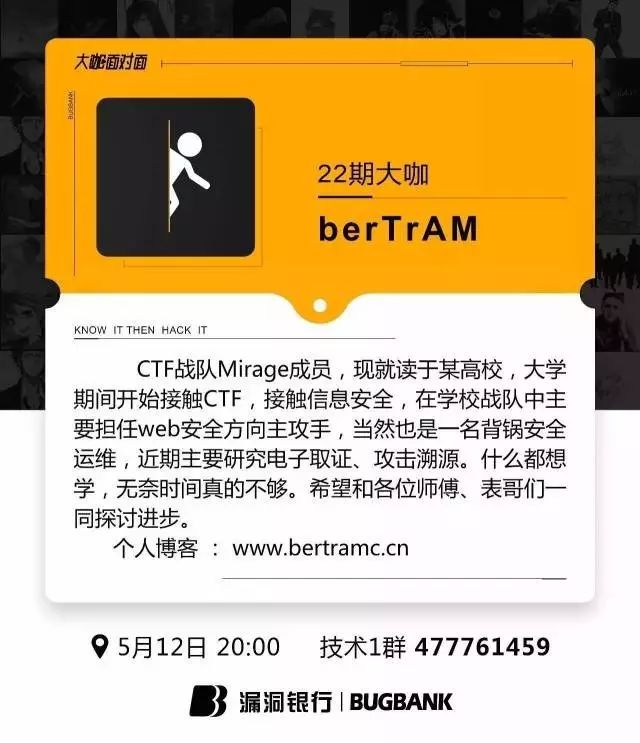 大咖面对面
BUGBANK
22期大咖
berTrAM
KNOW IT THEN HACK IT
CTF战队Mirage成员，现就读于某高校，大学
期间开始接触CTF，接触信息安全，在学校战队中主
要担任web安全方向主攻手，当然也是一名背锅安全
运维，近期主要研究电子取证、攻击溯源。什么都想
学，无奈时间真的不够。希望和各位师傅、表哥们一
同探讨进步。
个人博客 ： www.bertramc.cn
5月12日 20:00 技术1群 477761459
漏洞银行 | BUGBANK